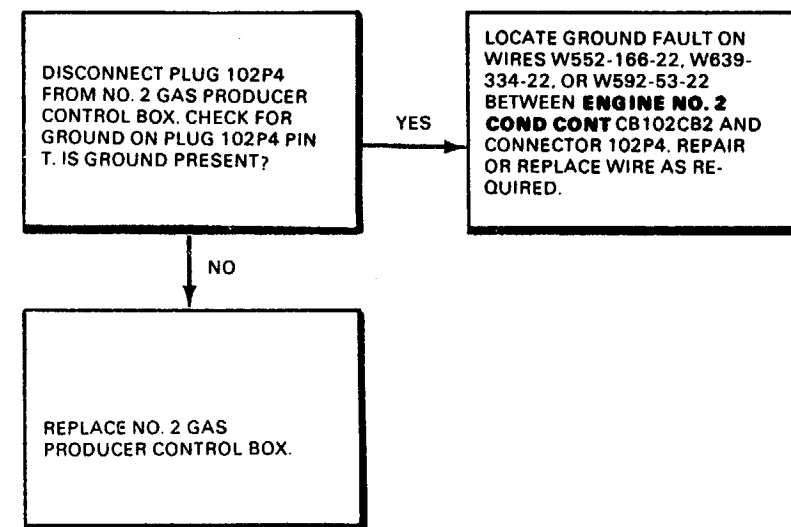 DISCONNECT PLUG 102P4
FROM NO. 2 GAS PRODUCER
CONTROL BOX. CHECK FOR
GROUND ON PLUG 102P4 PIN
T. IS GROUND PRESENT?
YES
LOCATE GROUND FAULT ON
WIRES W552-166-22, W639-
334-22, OR W592-53-22
BETWEEN ENGINE NO. 2
COND CONT CB102CB2 AND
CONNECTOR 102P4. REPAIR
OR REPLACE WIRE AS RE-
QUIRED.
NO
REPLACE NO. 2 GAS
PRODUCER CONTROL BOX.